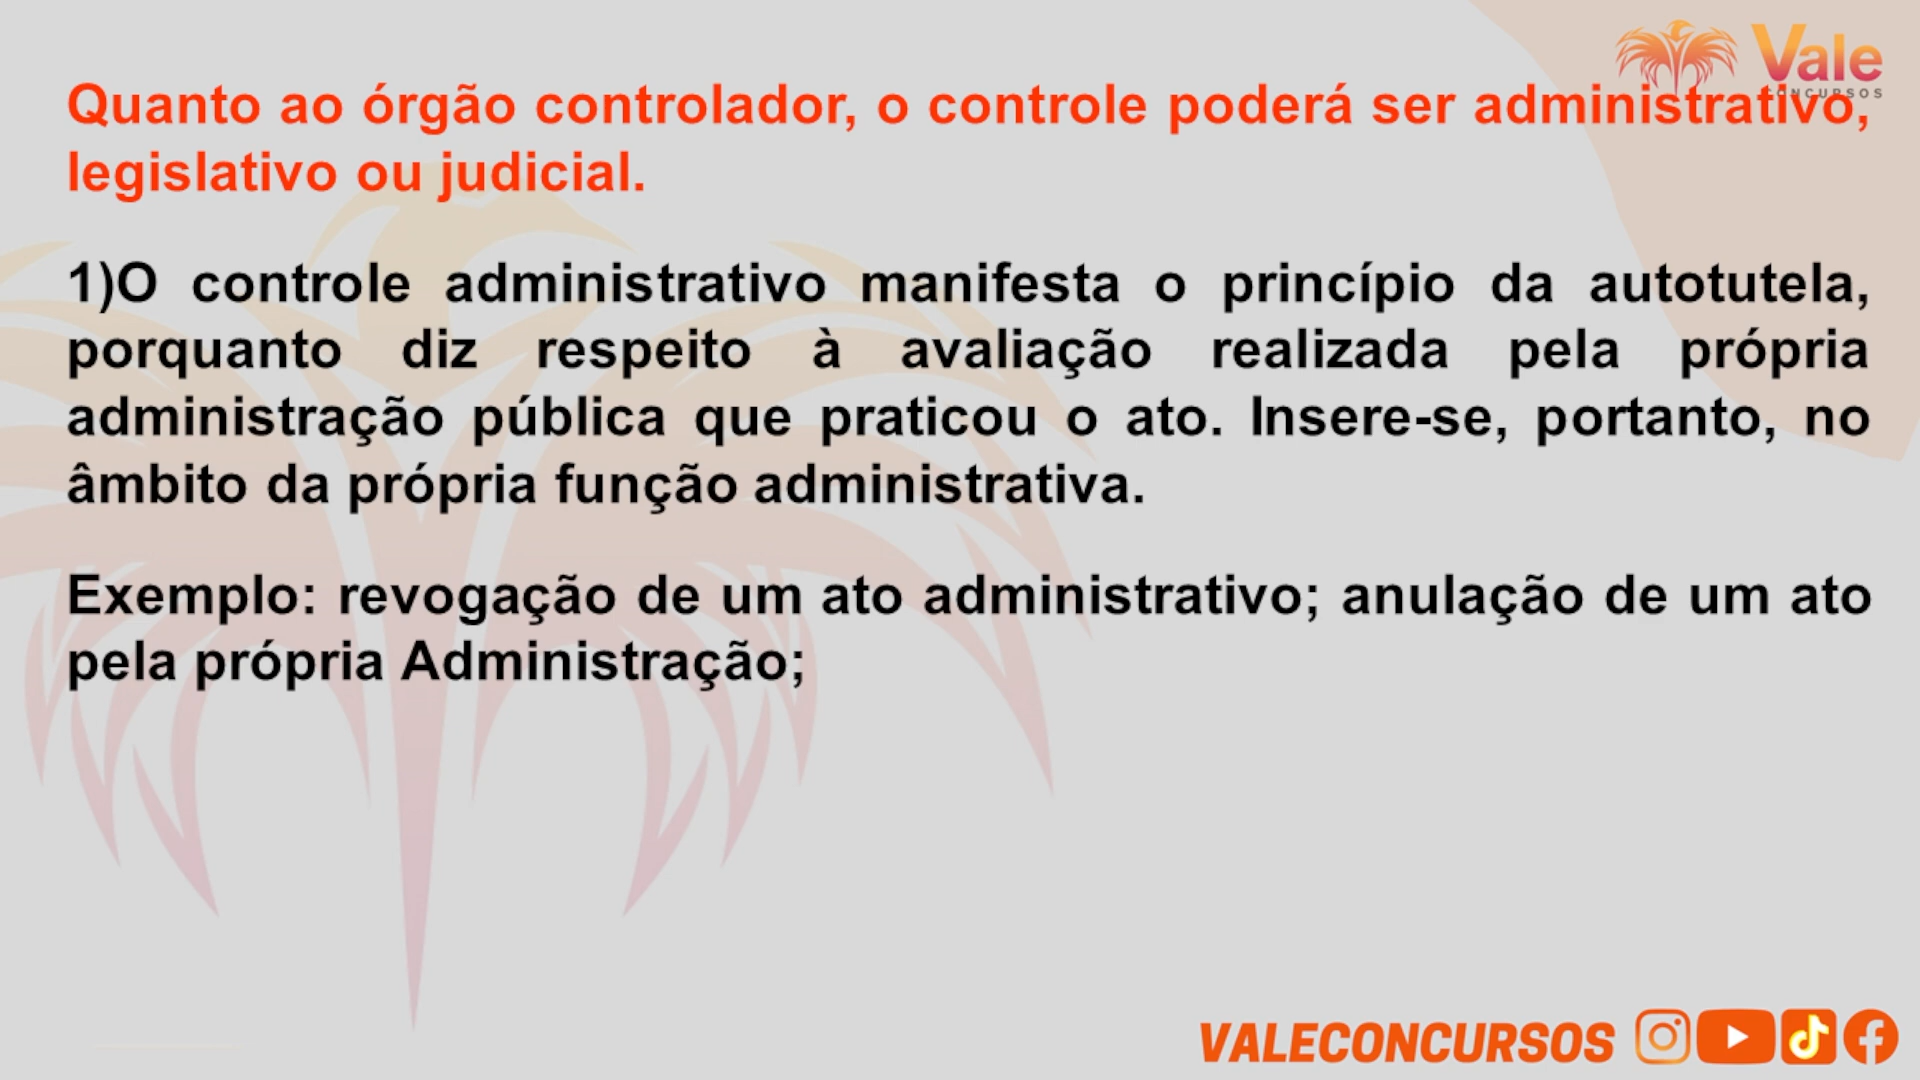 Vale
CONCURSOS
Quanto ao órgão controlador, o controle poderá ser administrativo,
legislativo ou judicial.
1)O controle administrativo manifesta o princípio da autotutela,
porquanto diz respeito à avaliação realizada pela própria
administração pública que praticou o ato. Insere-se, portanto, no
âmbito da própria função administrativa.
Exemplo: revogação de um ato administrativo; anulação de um ato
pela própria Administração;
VALECONCURSOS